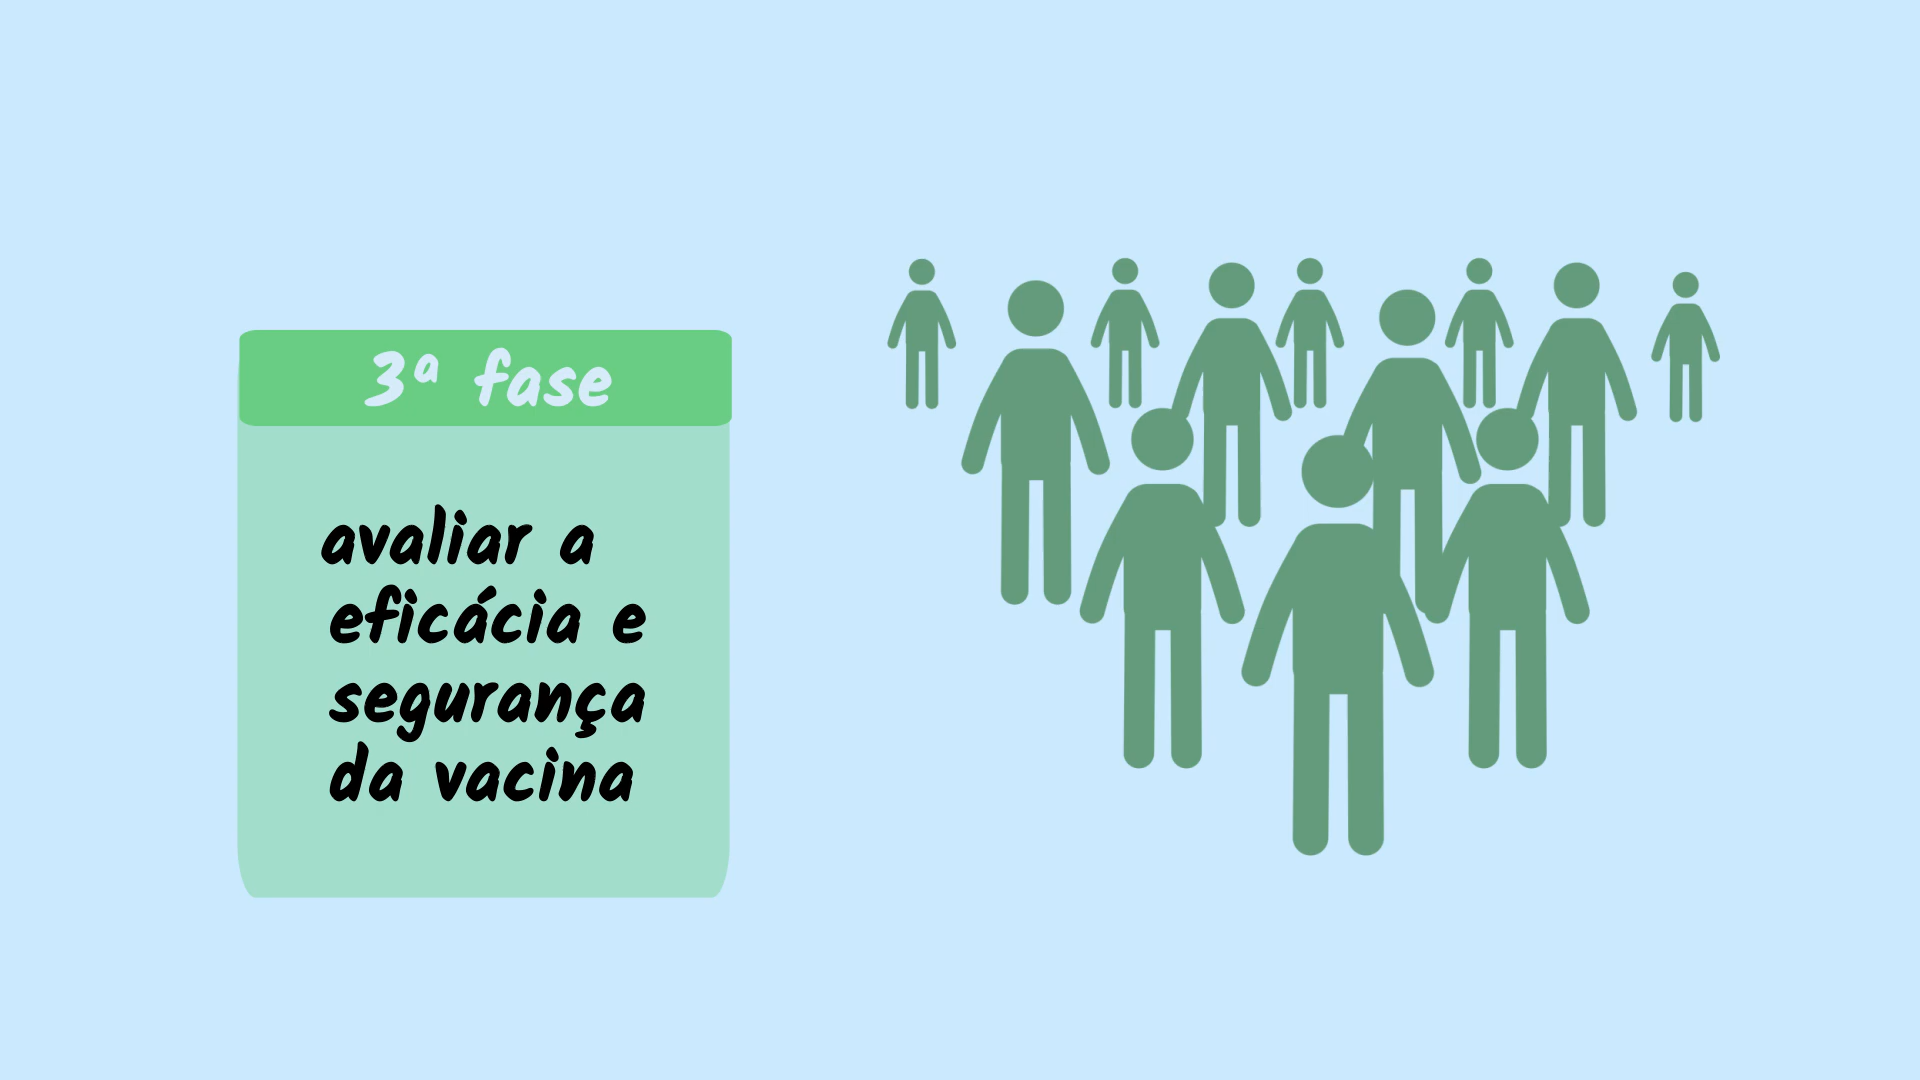 3ª fase
avaliar a
eficácia e
segurança
da vacina